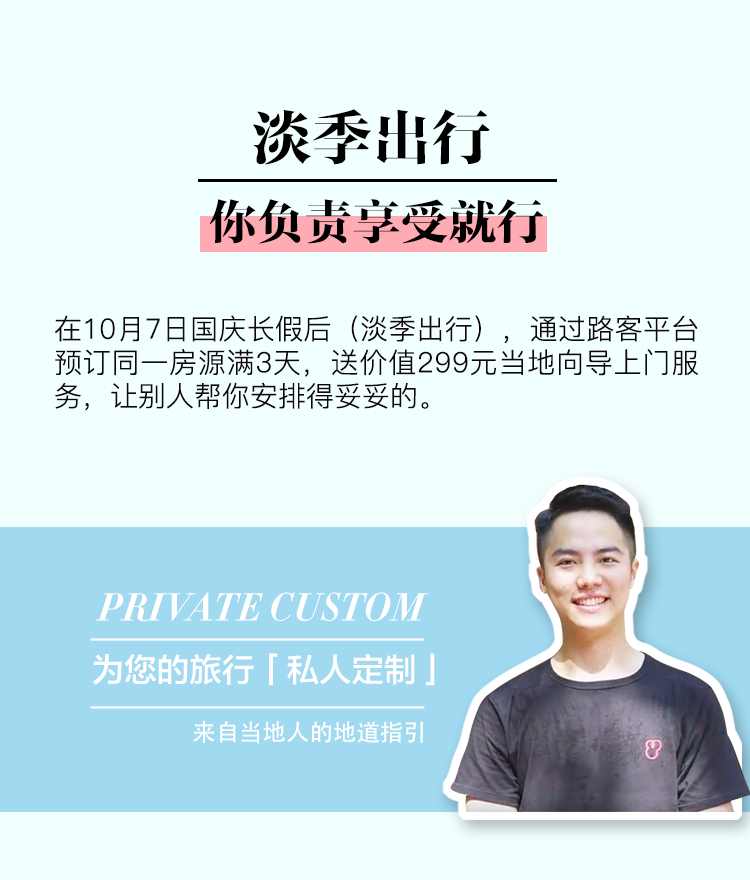 淡季出行
你负责享受就行
在10月7日国庆长假后（淡季出行），通过路客平台
预订同一房源满3天，送价值299元当地向导上门服
务，让别人帮你安排得妥妥的。
PRIVATE CUSTOM
为您的旅行「私人定制」
来自当地人的地道指引